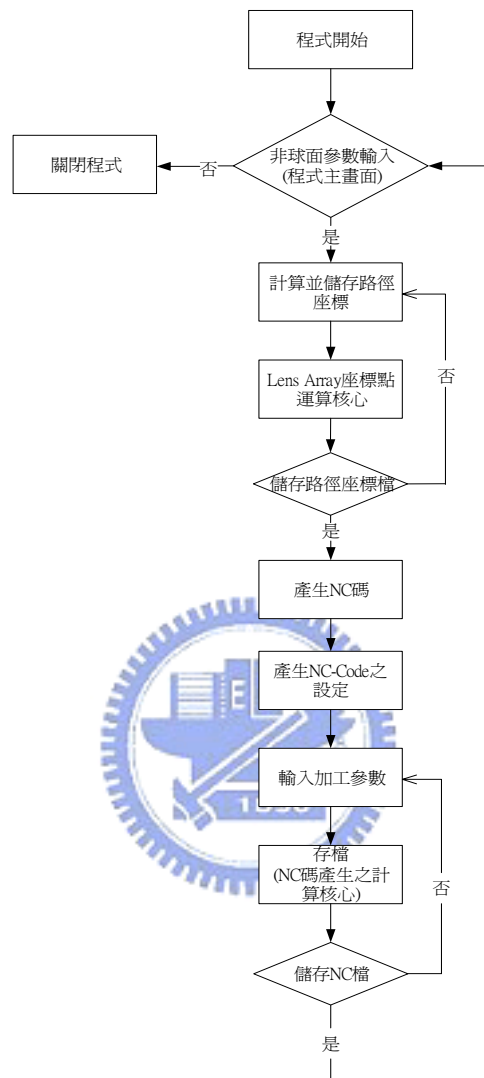 程式開始
非球面參數輸入
(程式主畫面)
否
關閉程式
是
計算並儲存路徑
座標
否
Lens Array座標點
運算核心
儲存路徑座標檔
是
產生NC碼
產生NC-Code之
設定
輸入加工參數
存檔
(NC碼產生之計
算核心)
否
儲存NC檔
是